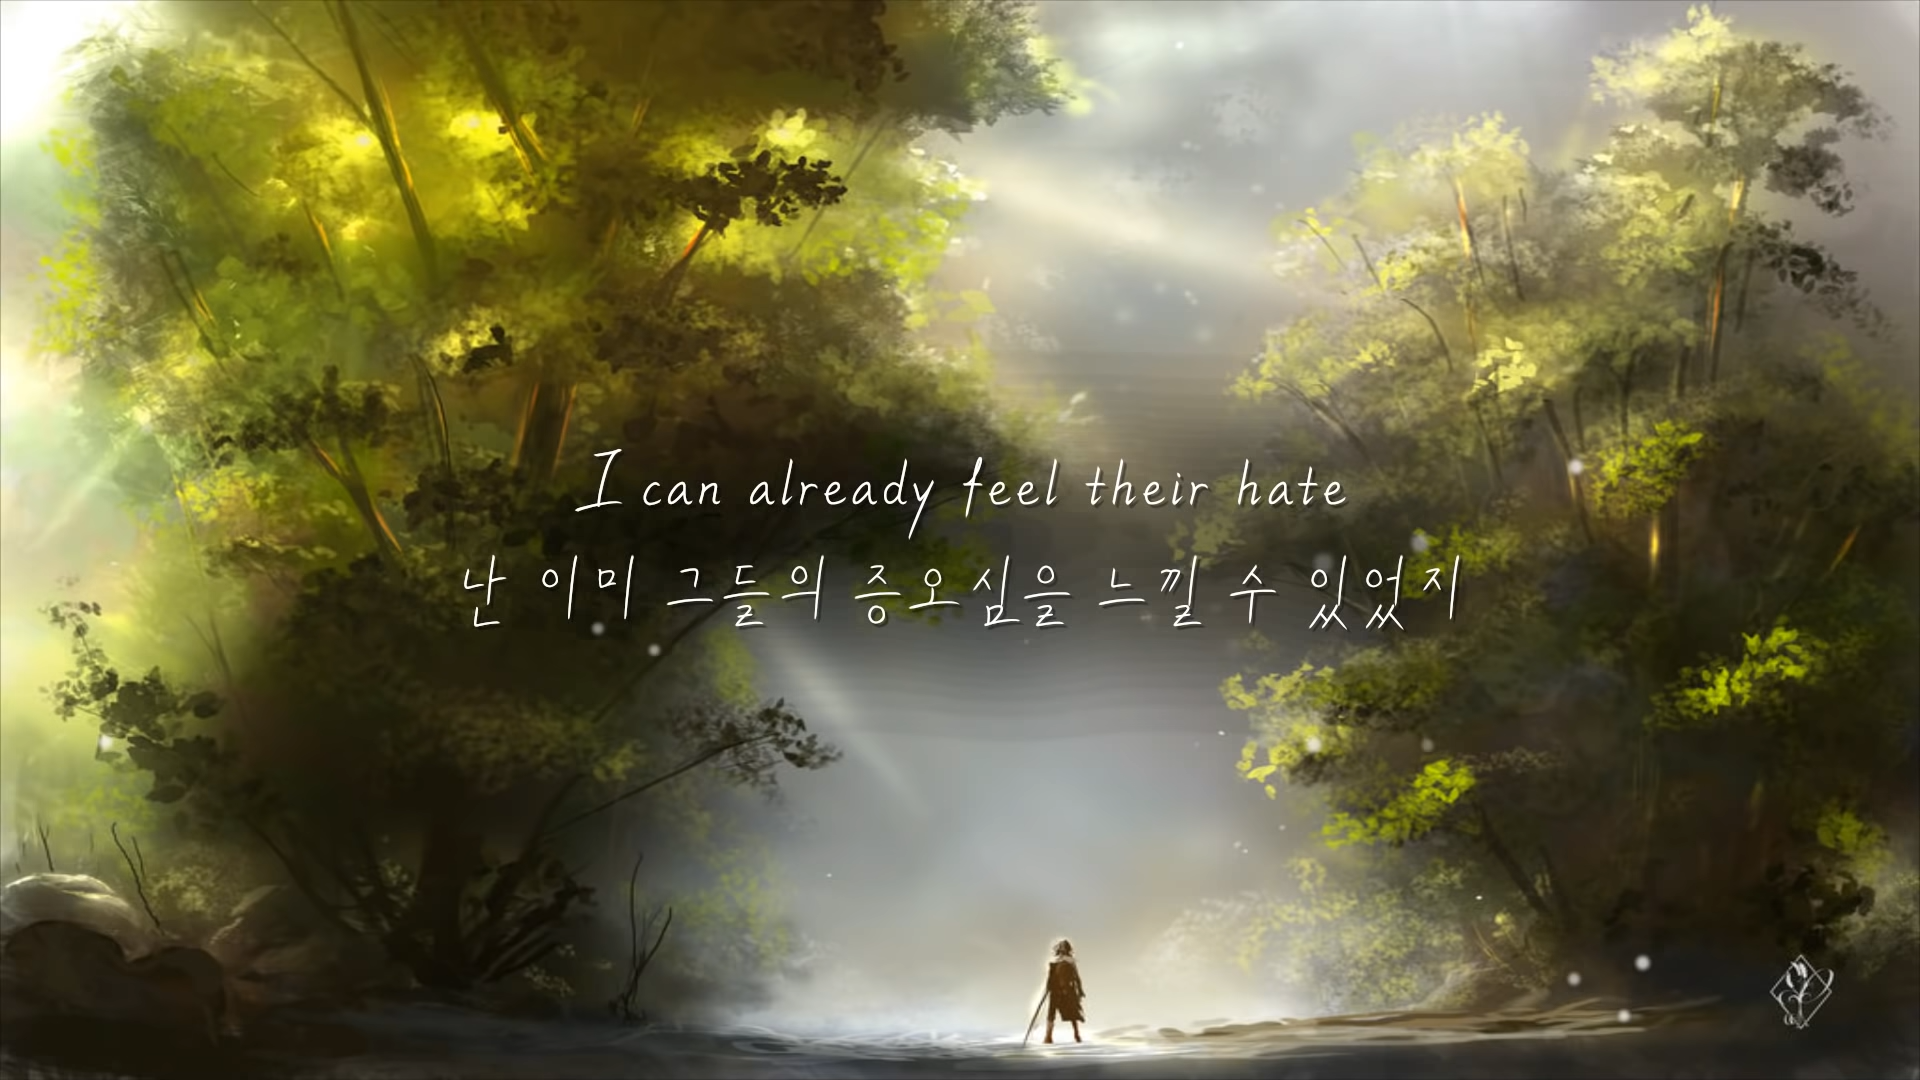 I can already feel their hate
난 이미 그들의 증오심을 느낄 수 있었지